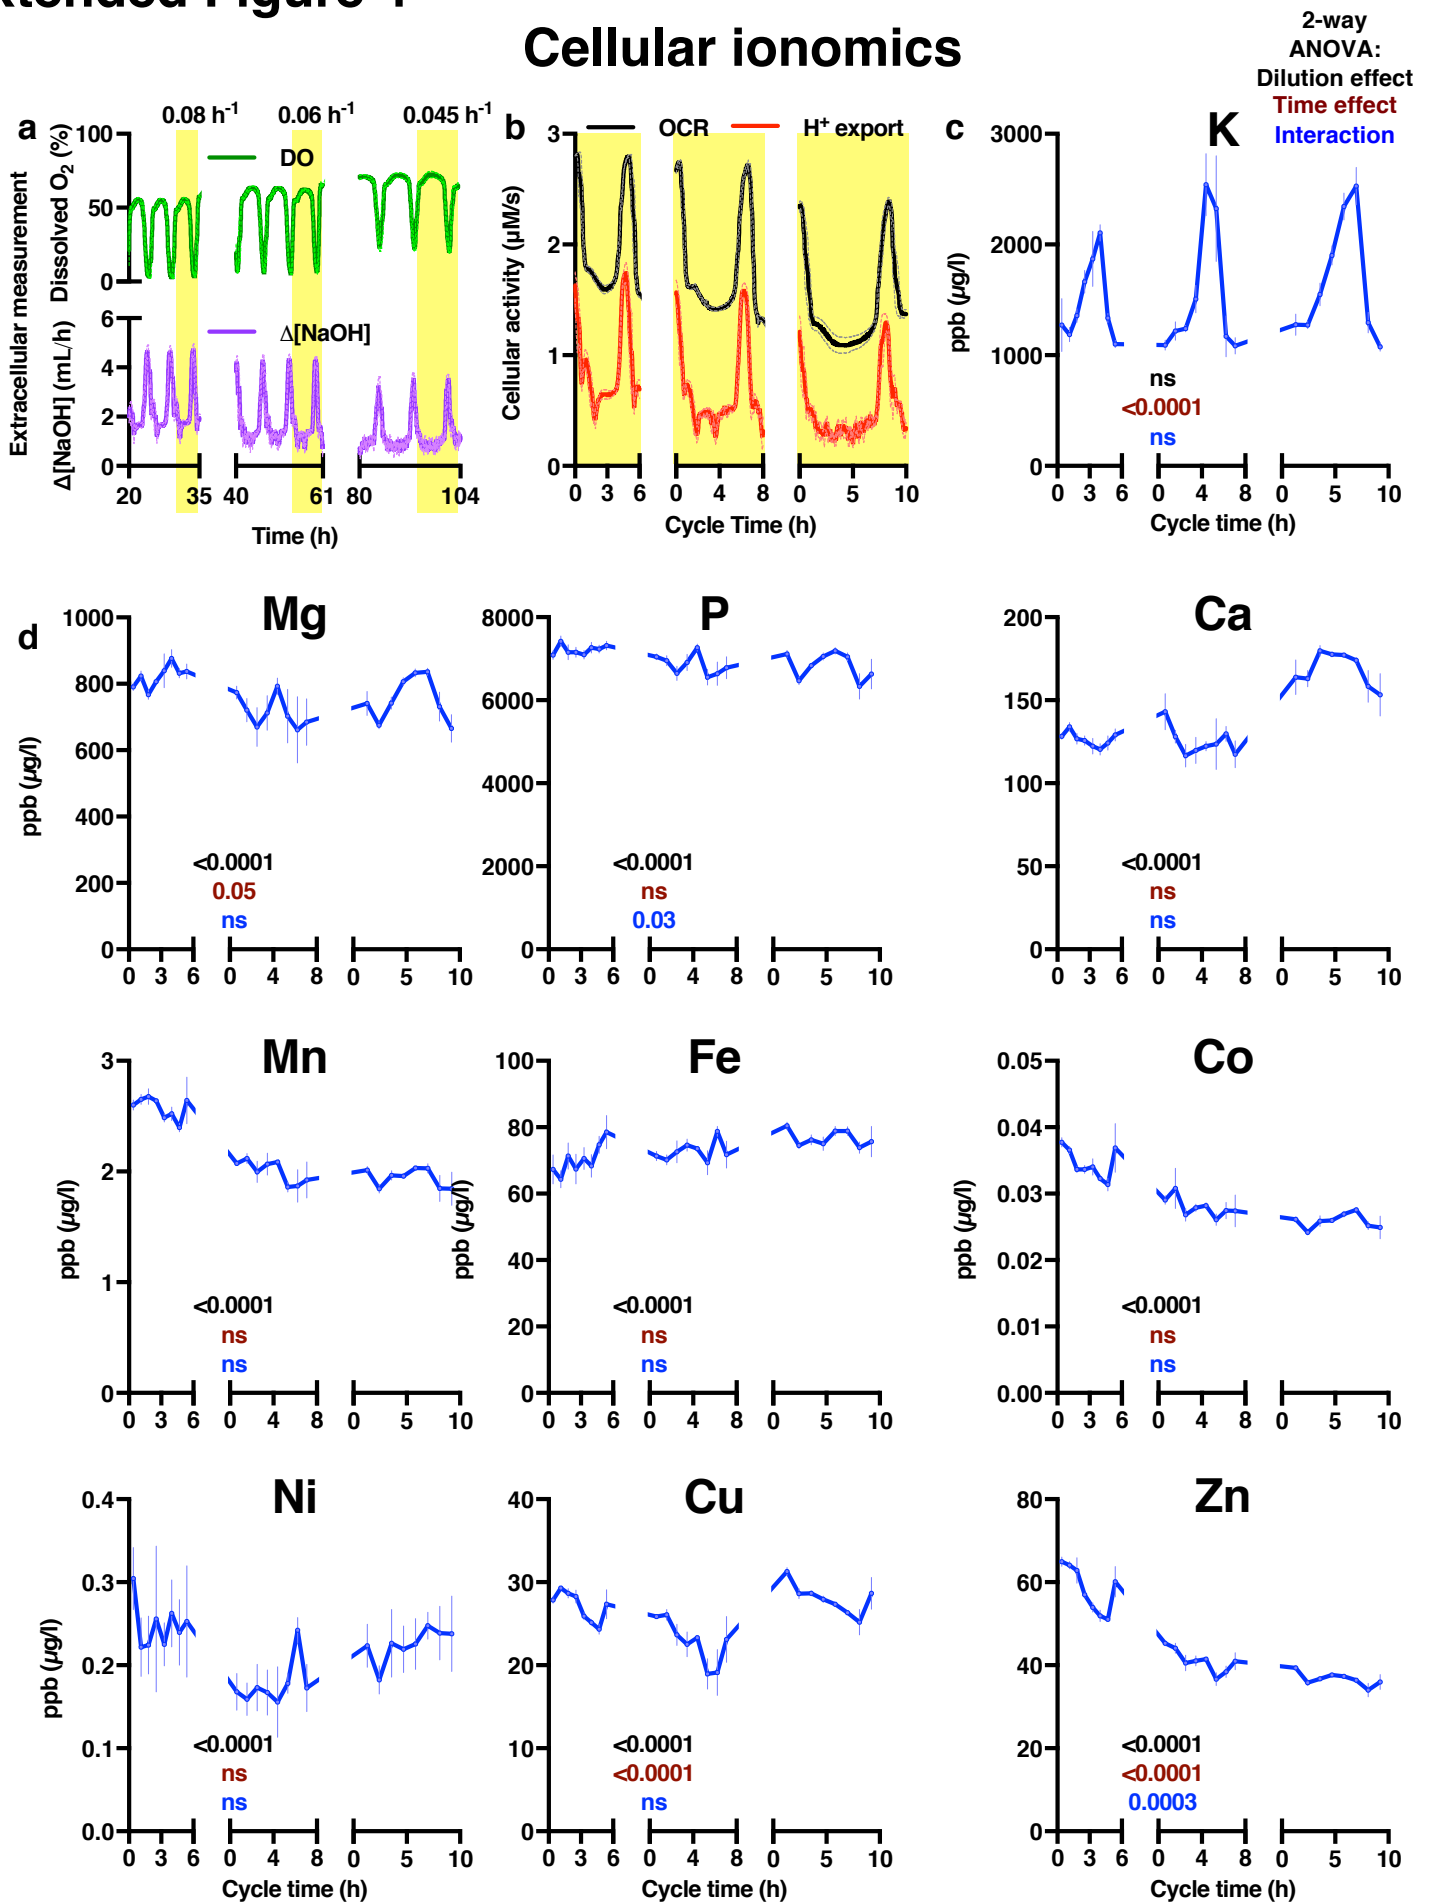 Extended Figure 4
Cellular ionomics
2-way
ANOVA:
Dilution effect
Time effect
Interaction
a
0.08 h-1
0.06 h-1
0.045 h-1
Extracellular measurement
Dissolved O2 (%)
100
50
0
DO
Δ[NaOH] (mL/h)
6
4
2
0
Δ[NaOH]
20 35 40 61 80 104
Time (h)
b
OCR
H+ export
Cellular activity (μM/s)
3
2
1
0
0 3 6 0 4 8 0 5 10
Cycle Time (h)
c
K
ppb (μg/l)
3000
2000
1000
0
ns
<0.0001
ns
0 3 6 0 4 8 0 5 10
Cycle time (h)
d
Mg
ppb (μg/l)
1000
800
600
400
200
0
<0.0001
0.05
ns
0 3 6 0 4 8 0 5 10
P
8000
6000
4000
2000
0
<0.0001
ns
0.03
0 3 6 0 4 8 0 5 10
Ca
200
150
100
50
0
<0.0001
ns
ns
0 3 6 0 4 8 0 5 10
Mn
ppb (μg/l)
3
2
1
0
<0.0001
ns
ns
0 3 6 0 4 8 0 5 10
Fe
ppb (μg/l)
100
80
60
40
20
0
<0.0001
ns
ns
0 3 6 0 4 8 0 5 10
Co
ppb (μg/l)
0.05
0.04
0.03
0.02
0.01
0.00
<0.0001
ns
ns
0 3 6 0 4 8 0 5 10
Ni
ppb (μg/l)
0.4
0.3
0.2
0.1
0.0
<0.0001
ns
ns
0 3 6 0 4 8 0 5 10
Cycle time (h)
Cu
40
30
20
10
0
<0.0001
<0.0001
ns
0 3 6 0 4 8 0 5 10
Cycle time (h)
Zn
80
60
40
20
0
<0.0001
<0.0001
0.0003
0 3 6 0 4 8 0 5 10
Cycle time (h)